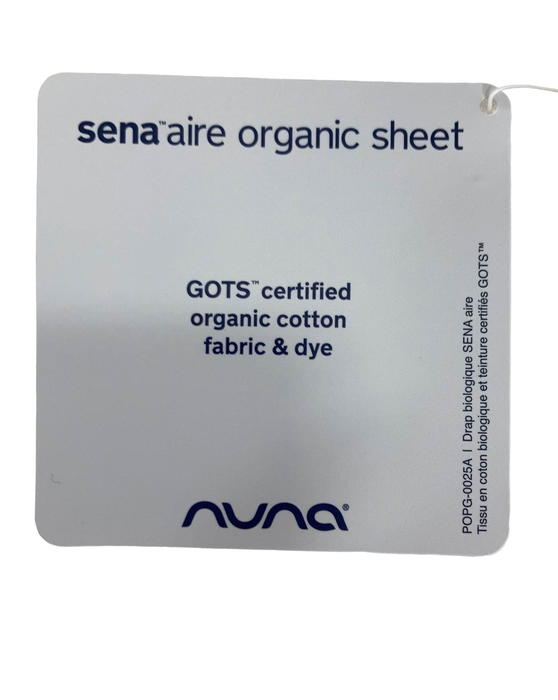 sena™aire organic sheet
GOTS™certified
organic cotton
fabric & dye
nuna®
POPG-0025A | Drap biologique SENA aire
Tissu en coton biologique et teinture certifiés GOTS™